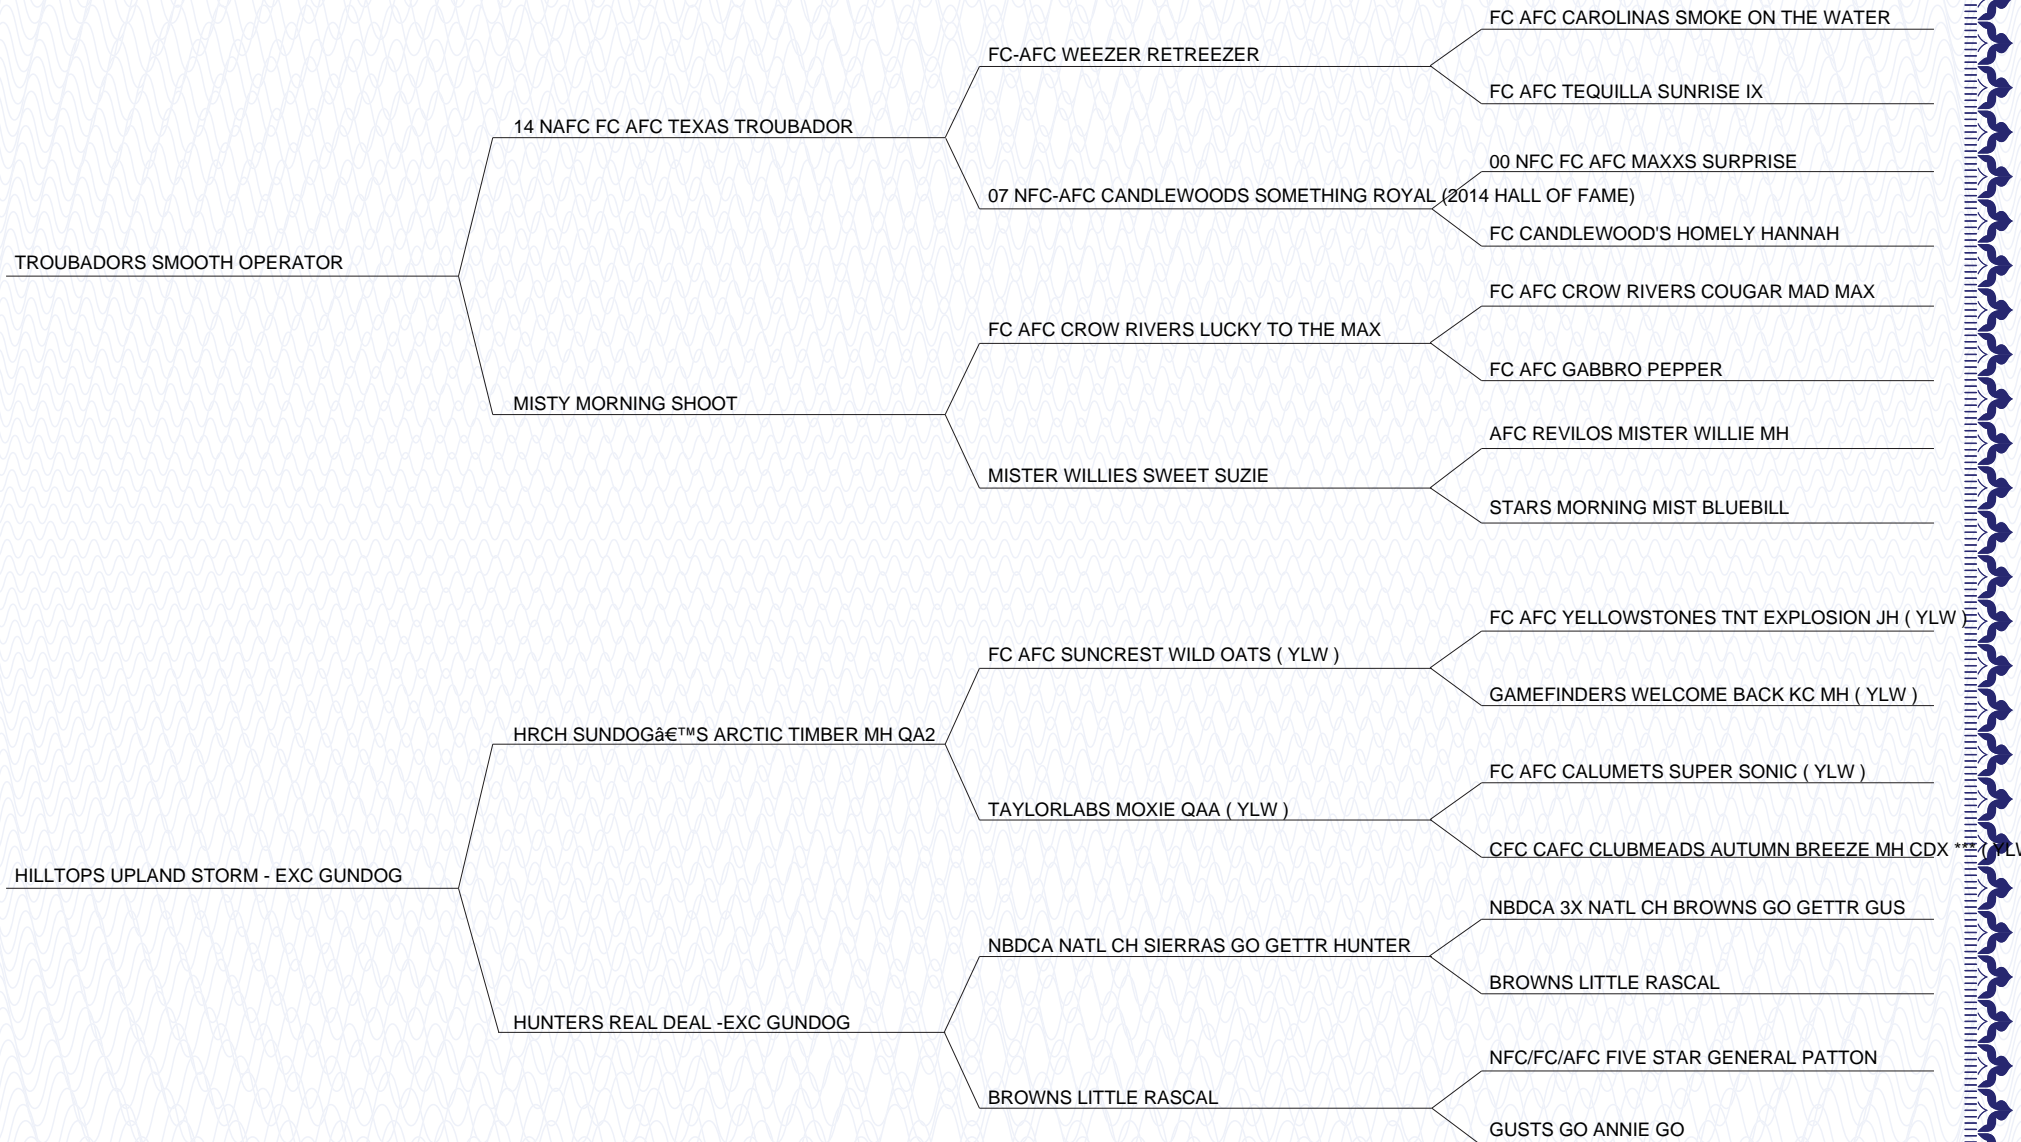 FC AFC CAROLINAS SMOKE ON THE WATER
FC-AFC WEEZER RETREEZER
FC AFC TEQUILLA SUNRISE IX
14 NAFC FC AFC TEXAS TROUBADOR
00 NFC FC AFC MAXXS SURPRISE
07 NFC-AFC CANDLEWOODS SOMETHING ROYAL (2014 HALL OF FAME)
FC CANDLEWOOD'S HOMELY HANNAH
TROUBADORS SMOOTH OPERATOR
FC AFC CROW RIVERS COUGAR MAD MAX
FC AFC CROW RIVERS LUCKY TO THE MAX
FC AFC GABBRO PEPPER
MISTY MORNING SHOOT
AFC REVILOS MISTER WILLIE MH
MISTER WILLIES SWEET SUZIE
STARS MORNING MIST BLUEBILL
FC AFC YELLOWSTONES TNT EXPLOSION JH ( YLW )
FC AFC SUNCREST WILD OATS ( YLW )
GAMEFINDERS WELCOME BACK KC MH ( YLW )
HRCH SUNDOGâ€™S ARCTIC TIMBER MH QA2
FC AFC CALUMETS SUPER SONIC ( YLW )
TAYLORLABS MOXIE QAA ( YLW )
CFC CAFC CLUBMEADS AUTUMN BREEZE MH CDX *** ( YLW
HILLTOPS UPLAND STORM - EXC GUNDOG
NBDCA 3X NATL CH BROWNS GO GETTR GUS
NBDCA NATL CH SIERRAS GO GETTR HUNTER
BROWNS LITTLE RASCAL
HUNTERS REAL DEAL -EXC GUNDOG
NFC/FC/AFC FIVE STAR GENERAL PATTON
BROWNS LITTLE RASCAL
GUSTS GO ANNIE GO